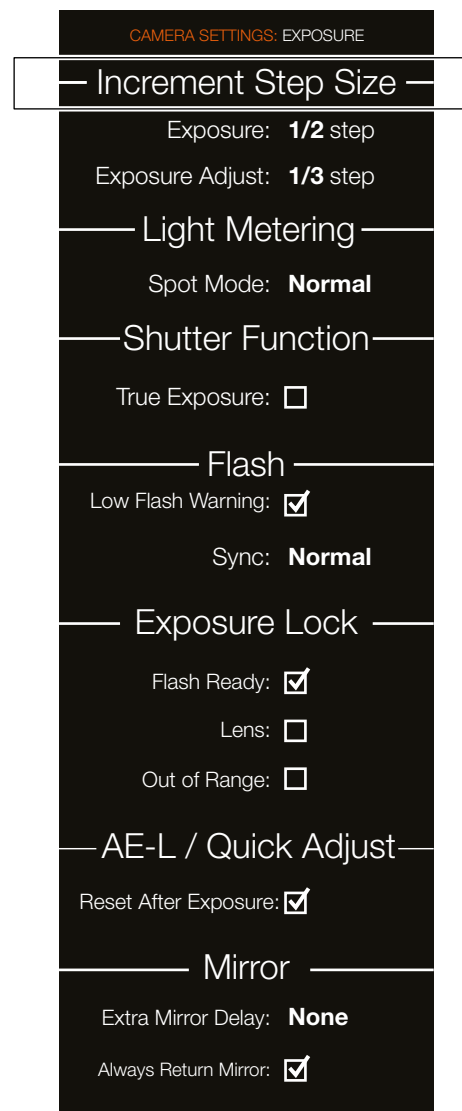 CAMERA SETTINGS: EXPOSURE
Increment Step Size
Exposure: 1/2 step
Exposure Adjust: 1/3 step
Light Metering
Spot Mode: Normal
Shutter Function
True Exposure:
Flash
Low Flash Warning:
Sync: Normal
Exposure Lock
Flash Ready:
Lens:
Out of Range:
AE-L / Quick Adjust
Reset After Exposure:
Mirror
Extra Mirror Delay: None
Always Return Mirror: